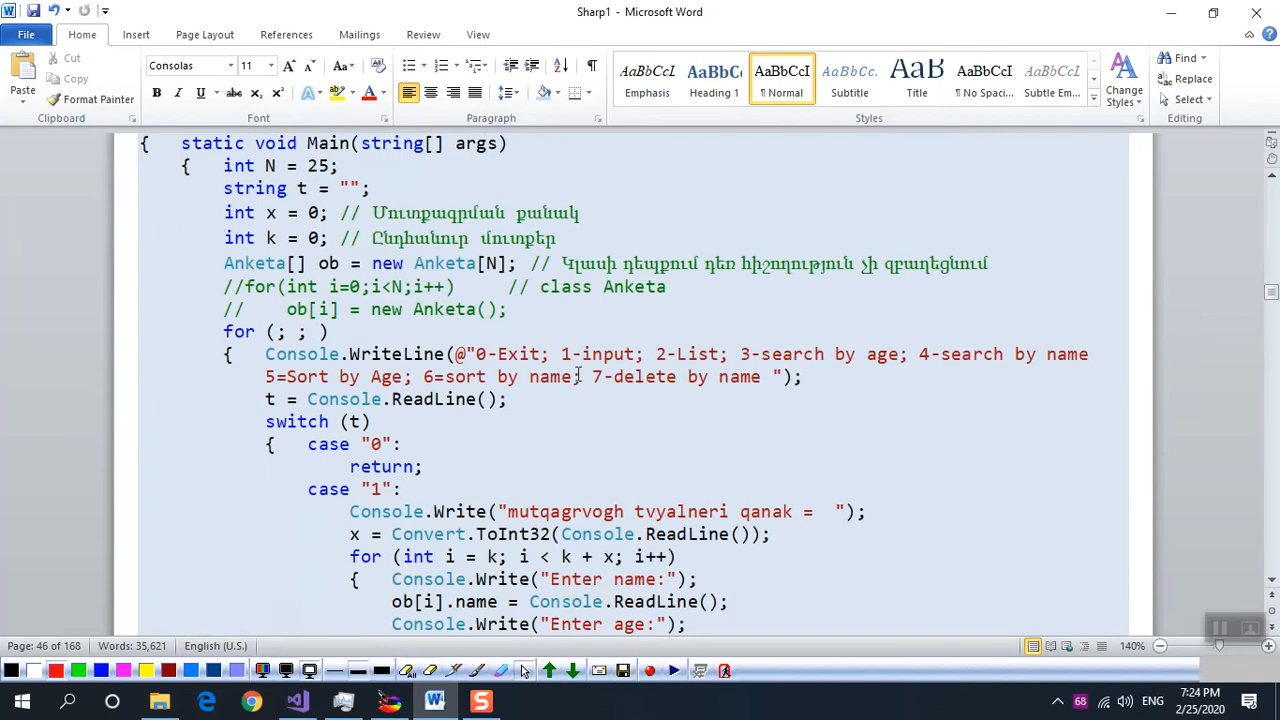 Sharp1 - Microsoft Word
File Home Insert Page Layout References Mailings Review View
Paste
Cut
Copy
Format Painter
Clipboard
Consolas 11
Font
Paragraph
AaBbCcI AaBbC AaBbCcI AaBbCc. AaB AaBbCcI AaBbCcI
Emphasis Heading 1 ¶ Normal Subtitle Title ¶ No Spaci... Subtle Em...
Styles
Change Styles
Find
Replace
Select
Editing
{ static void Main(string[] args)
{ int N = 25;
string t = "";
int x = 0; // Մուտքագրման քանակ
int k = 0; // Ընդհանուր մուտքեր
Anketa[] ob = new Anketa[N]; // Կլասի դեպքում դեռ հիշողություն չի զբաղեցնում
//for(int i=0;i<N;i++) // class Anketa
// ob[i] = new Anketa();
for (; ; )
{ Console.WriteLine(@"0-Exit; 1-input; 2-List; 3-search by age; 4-search by name
5=Sort by Age; 6=sort by name; 7-delete by name ");
t = Console.ReadLine();
switch (t)
{ case "0":
return;
case "1":
Console.Write("mutqagrvogh tvyalneri qanak = ");
x = Convert.ToInt32(Console.ReadLine());
for (int i = k; i < k + x; i++)
{ Console.Write("Enter name:");
ob[i].name = Console.ReadLine();
Console.Write("Enter age:");
Page: 46 of 168 Words: 35,621 English (U.S.) 140%
68 ENG
7:24 PM
2/25/2020